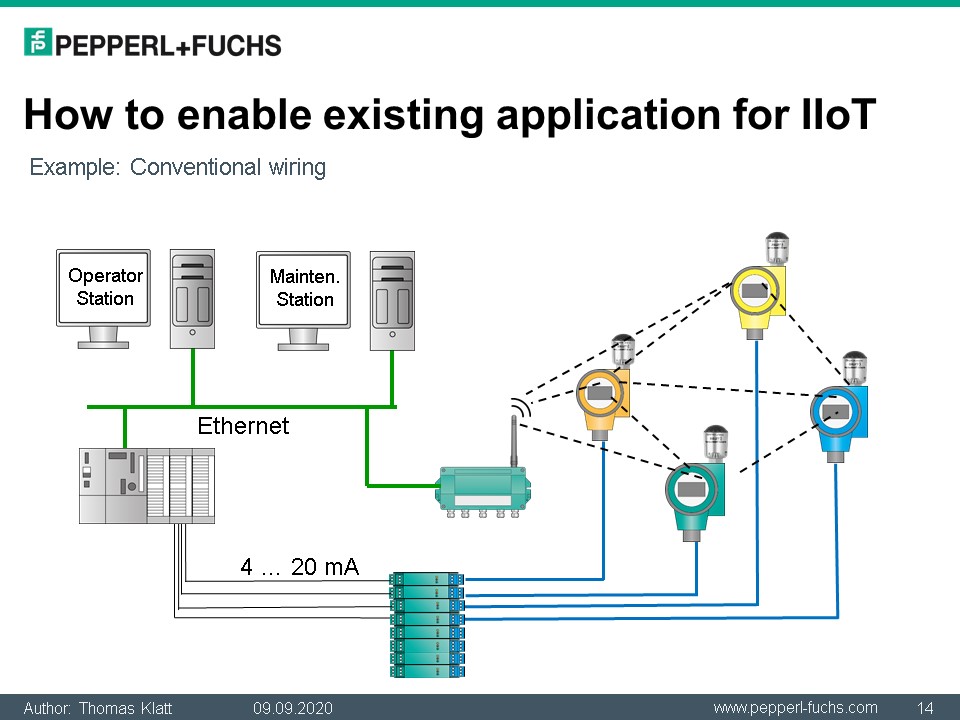 PEPPERL+FUCHS
How to enable existing application for IIoT
Example: Conventional wiring
Operator
Station
Mainten.
Station
Ethernet
4 ... 20 mA
Author: Thomas Klatt 09.09.2020 www.pepperl-fuchs.com 14